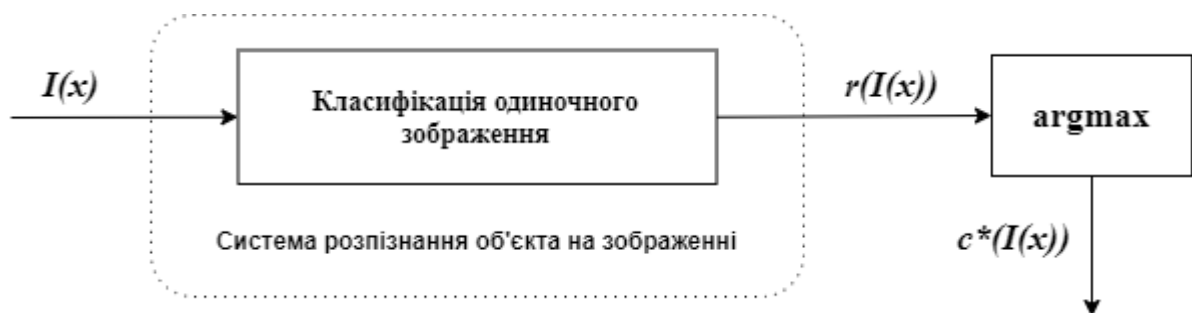 I(x)
Класифікація одиночного
зображення
r(I(x))
argmax
Система розпізнання об'єкта на зображенні
c*(I(x))